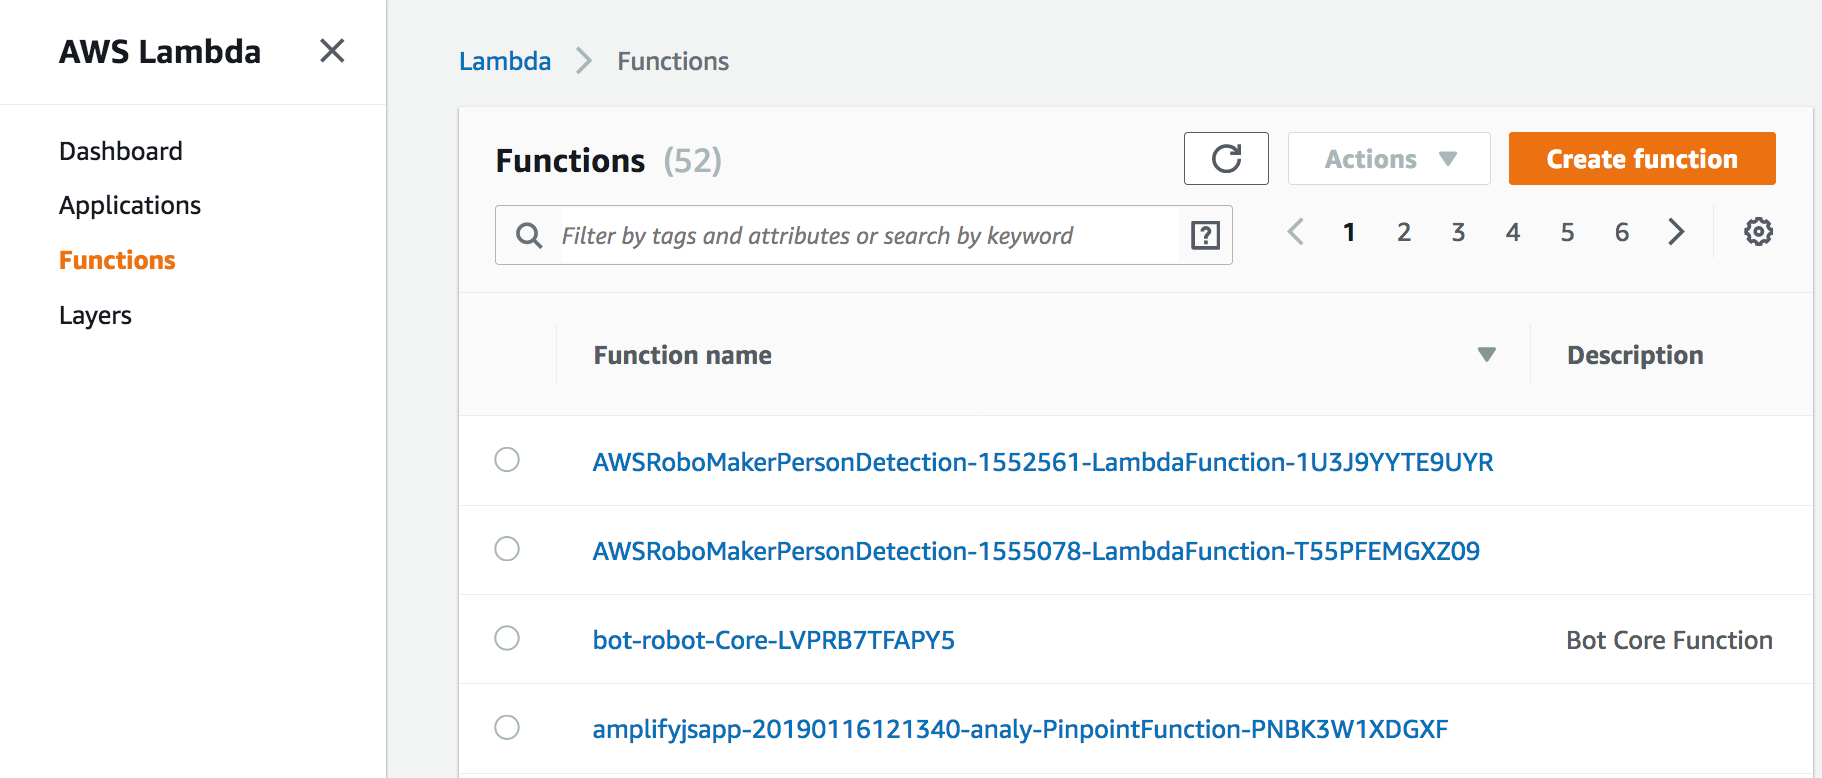 AWS Lambda
Dashboard
Applications
Functions
Layers
Lambda > Functions
Functions (52)
Actions
Create function
Filter by tags and attributes or search by keyword
1 2 3 4 5 6
Function name
Description
AWSRoboMakerPersonDetection-1552561-LambdaFunction-1U3J9YYTE9UYR
AWSRoboMakerPersonDetection-1555078-LambdaFunction-T55PFEMGXZ09
bot-robot-Core-LVPRB7TFAPY5
Bot Core Function
amplifyjsapp-20190116121340-analy-PinpointFunction-PNBK3W1XDGXF